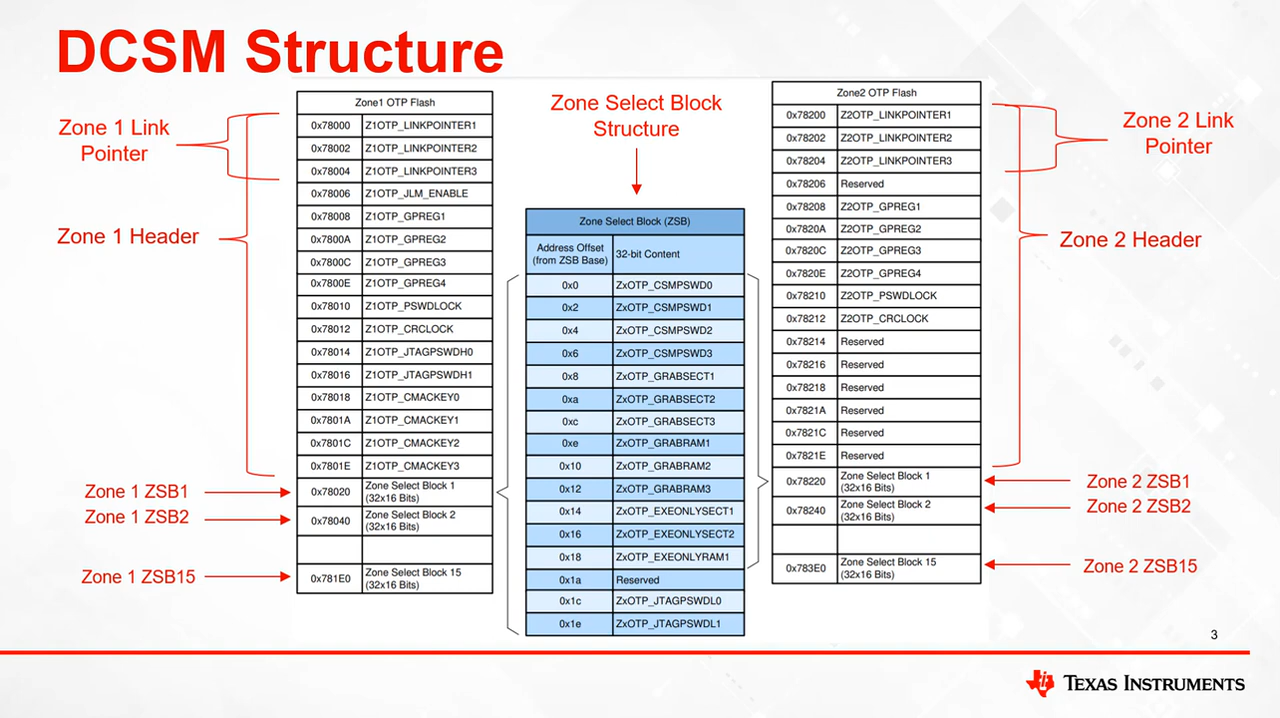 DCSM Structure
Zone 1 Link
Pointer
Zone 1 Header
Zone 1 ZSB1
Zone 1 ZSB2
Zone 1 ZSB15
Zone1 OTP Flash
0x78000 Z1OTP_LINKPOINTER1
0x78002 Z1OTP_LINKPOINTER2
0x78004 Z1OTP_LINKPOINTER3
0x78006 Z1OTP_JLM_ENABLE
0x78008 Z1OTP_GPREG1
0x7800A Z1OTP_GPREG2
0x7800C Z1OTP_GPREG3
0x7800E Z1OTP_GPREG4
0x78010 Z1OTP_PSWDLOCK
0x78012 Z1OTP_CRCLOCK
0x78014 Z1OTP_JTAGPSWDH0
0x78016 Z1OTP_JTAGPSWDH1
0x78018 Z1OTP_CMACKEY0
0x7801A Z1OTP_CMACKEY1
0x7801C Z1OTP_CMACKEY2
0x7801E Z1OTP_CMACKEY3
0x78020 Zone Select Block 1
(32x16 Bits)
0x78040 Zone Select Block 2
(32x16 Bits)
0x781E0 Zone Select Block 15
(32x16 Bits)
Zone Select Block
Structure
Zone Select Block (ZSB)
Address Offset
(from ZSB Base) 32-bit Content
0x0 ZxOTP_CSMPSWD0
0x2 ZxOTP_CSMPSWD1
0x4 ZxOTP_CSMPSWD2
0x6 ZxOTP_CSMPSWD3
0x8 ZxOTP_GRABSECT1
0xa ZxOTP_GRABSECT2
0xc ZxOTP_GRABSECT3
0xe ZxOTP_GRABRAM1
0x10 ZxOTP_GRABRAM2
0x12 ZxOTP_GRABRAM3
0x14 ZxOTP_EXEONLYSECT1
0x16 ZxOTP_EXEONLYSECT2
0x18 ZxOTP_EXEONLYRAM1
0x1a Reserved
0x1c ZxOTP_JTAGPSWDL0
0x1e ZxOTP_JTAGPSWDL1
Zone2 OTP Flash
0x78200 Z2OTP_LINKPOINTER1
0x78202 Z2OTP_LINKPOINTER2
0x78204 Z2OTP_LINKPOINTER3
0x78206 Reserved
0x78208 Z2OTP_GPREG1
0x7820A Z2OTP_GPREG2
0x7820C Z2OTP_GPREG3
0x7820E Z2OTP_GPREG4
0x78210 Z2OTP_PSWDLOCK
0x78212 Z2OTP_CRCLOCK
0x78214 Reserved
0x78216 Reserved
0x78218 Reserved
0x7821A Reserved
0x7821C Reserved
0x7821E Reserved
0x78220 Zone Select Block 1
(32x16 Bits)
0x78240 Zone Select Block 2
(32x16 Bits)
0x783E0 Zone Select Block 15
(32x16 Bits)
Zone 2 Link
Pointer
Zone 2 Header
Zone 2 ZSB1
Zone 2 ZSB2
Zone 2 ZSB15
3
TEXAS INSTRUMENTS